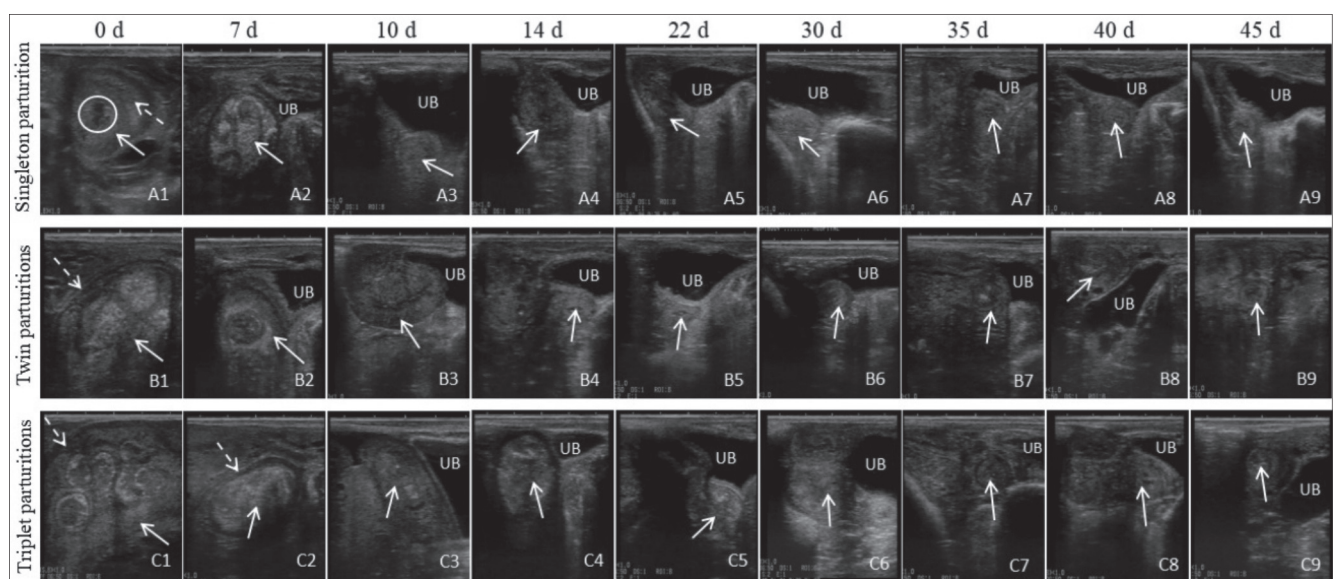 0 d 7 d 10 d 14 d 22 d 30 d 35 d 40 d 45 d
Singleton parturition
UB UB UB UB UB UB UB UB
A1 A2 A3 A4 A5 A6 A7 A8 A9
Twin partutions
UB UB UB UB UB UB UB
B1 B2 B3 B4 B5 B6 B7 B8 B9
Triplet partutions
UB UB UB UB UB UB UB
C1 C2 C3 C4 C5 C6 C7 C8 C9